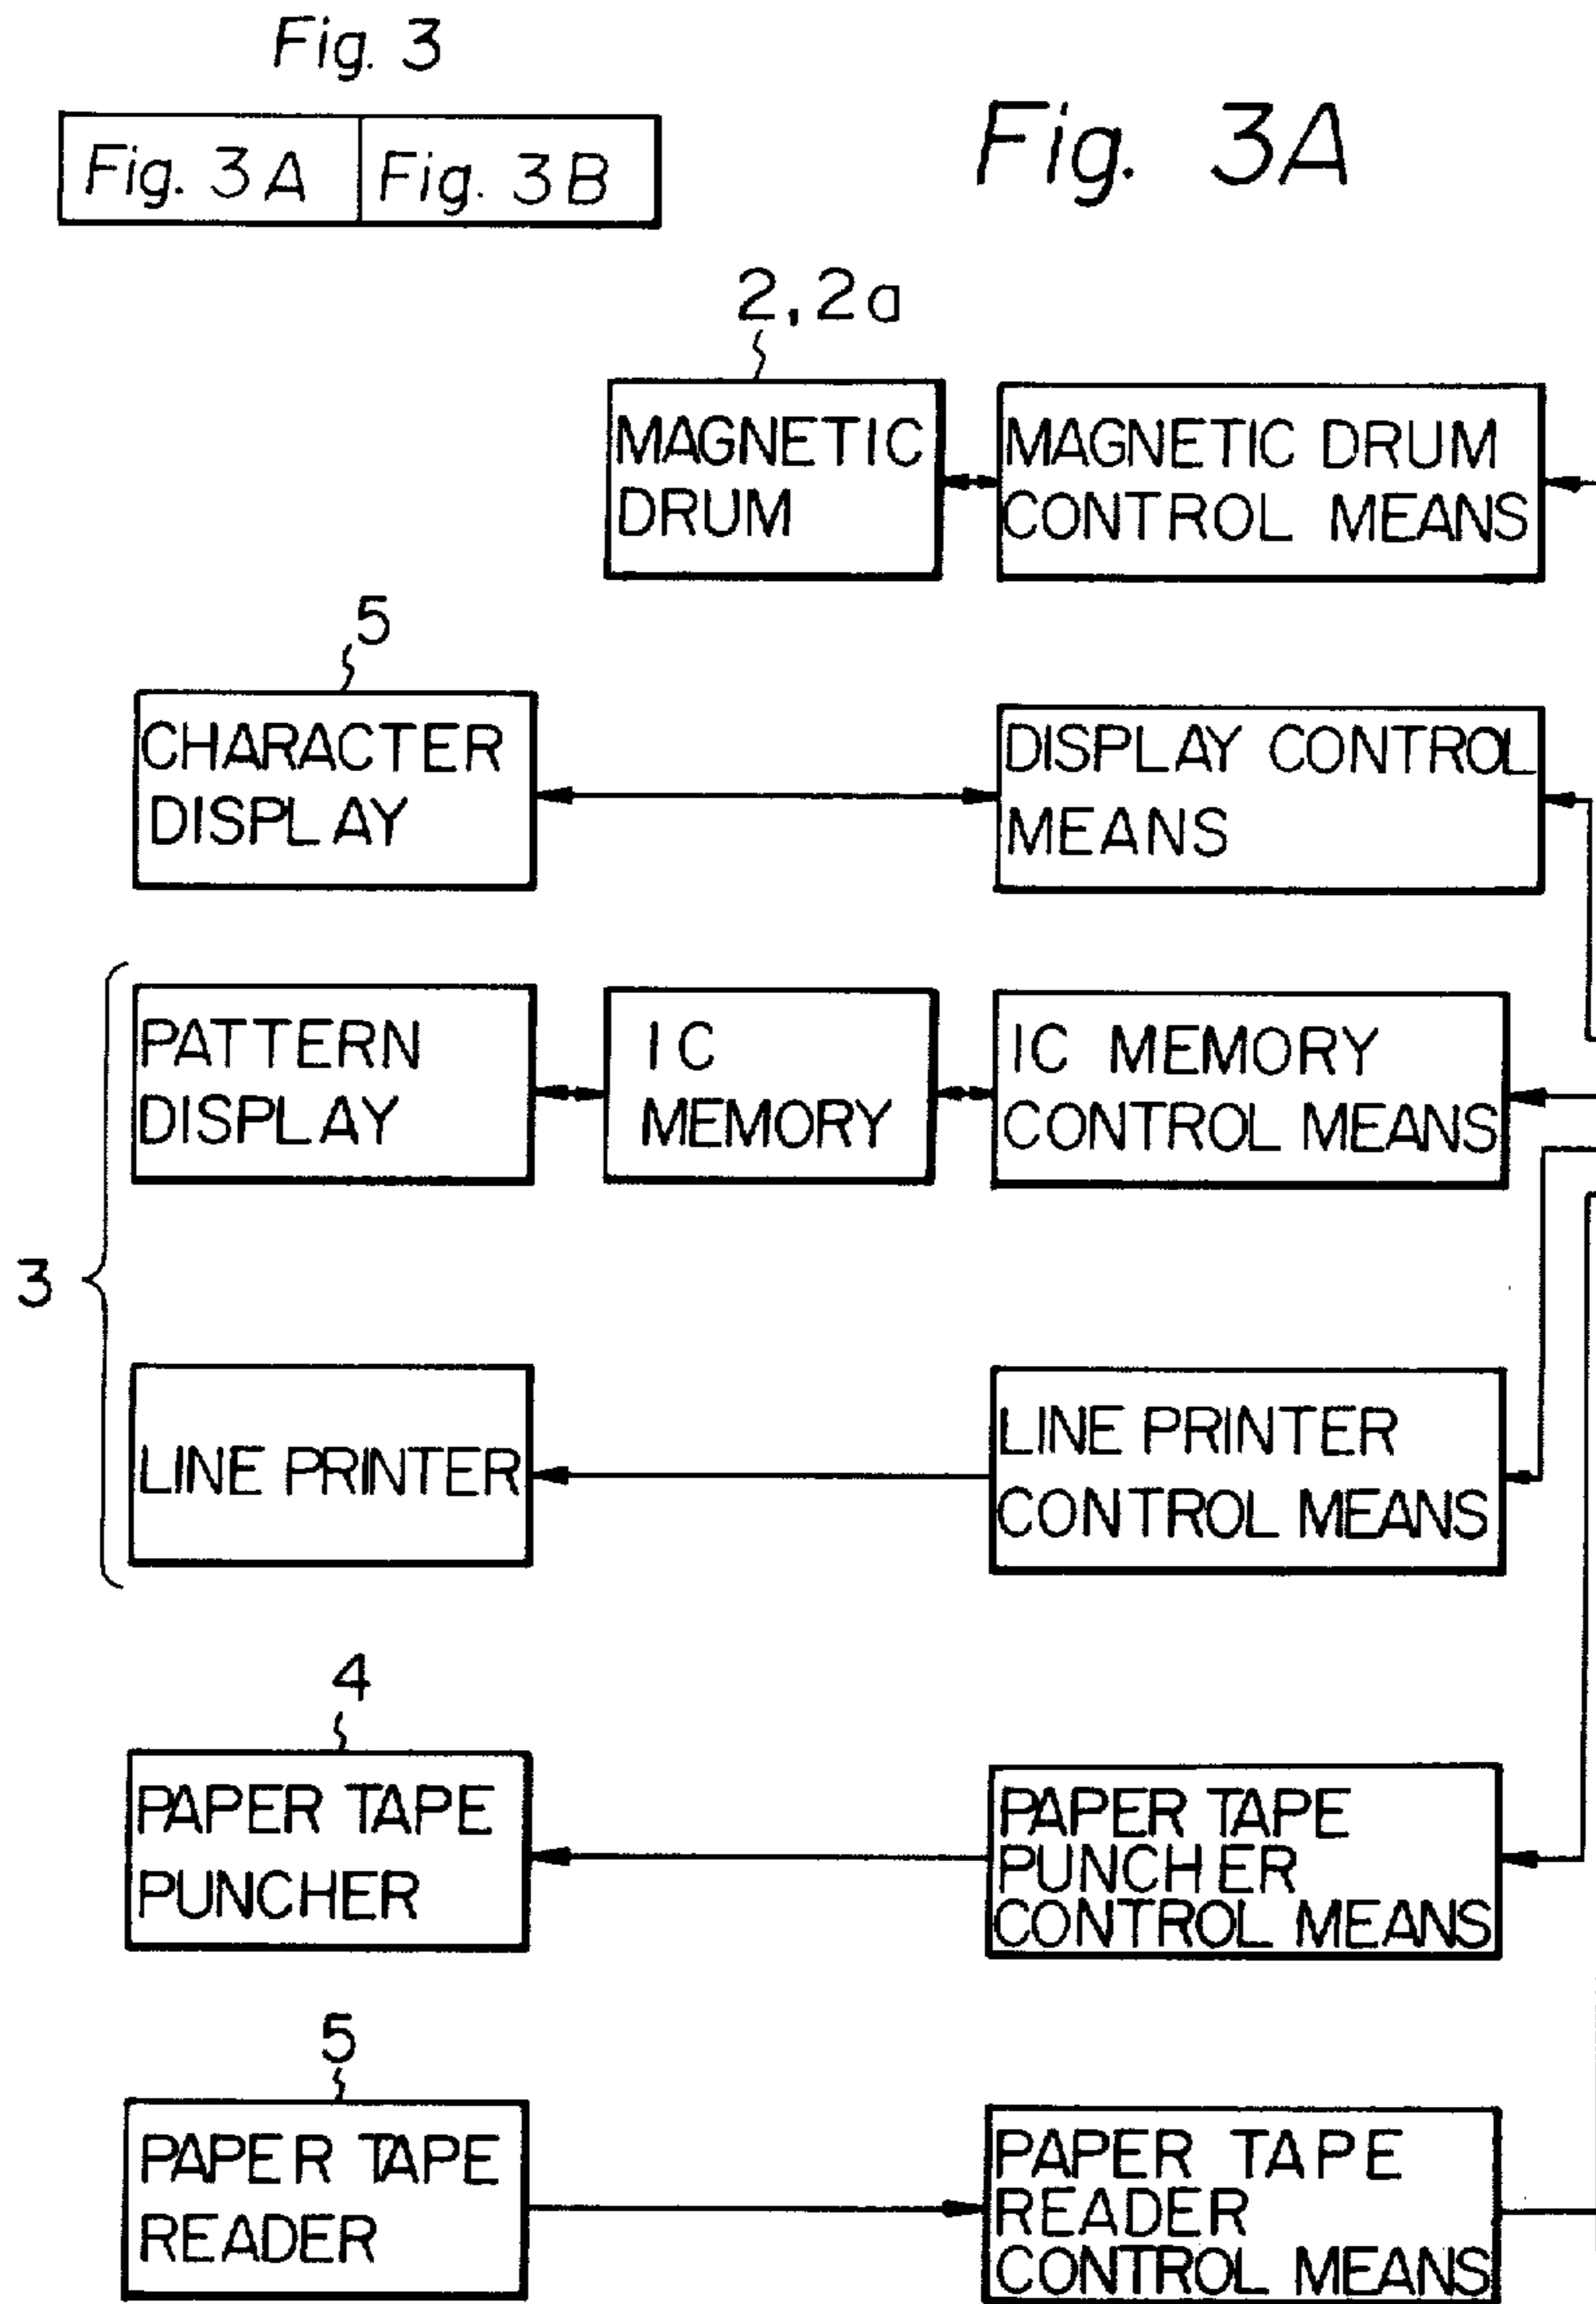 Fig. 3
Fig. 3A Fig. 3B
Fig. 3A
2, 2a
MAGNETIC
DRUM
MAGNETIC DRUM
CONTROL MEANS
5
CHARACTER
DISPLAY
DISPLAY CONTROL
MEANS
3
PATTERN
DISPLAY
IC
MEMORY
IC MEMORY
CONTROL MEANS
LINE PRINTER
LINE PRINTER
CONTROL MEANS
4
PAPER TAPE
PUNCHER
PAPER TAPE
PUNCHER
CONTROL MEANS
5
PAPER TAPE
READER
PAPER TAPE
READER
CONTROL MEANS